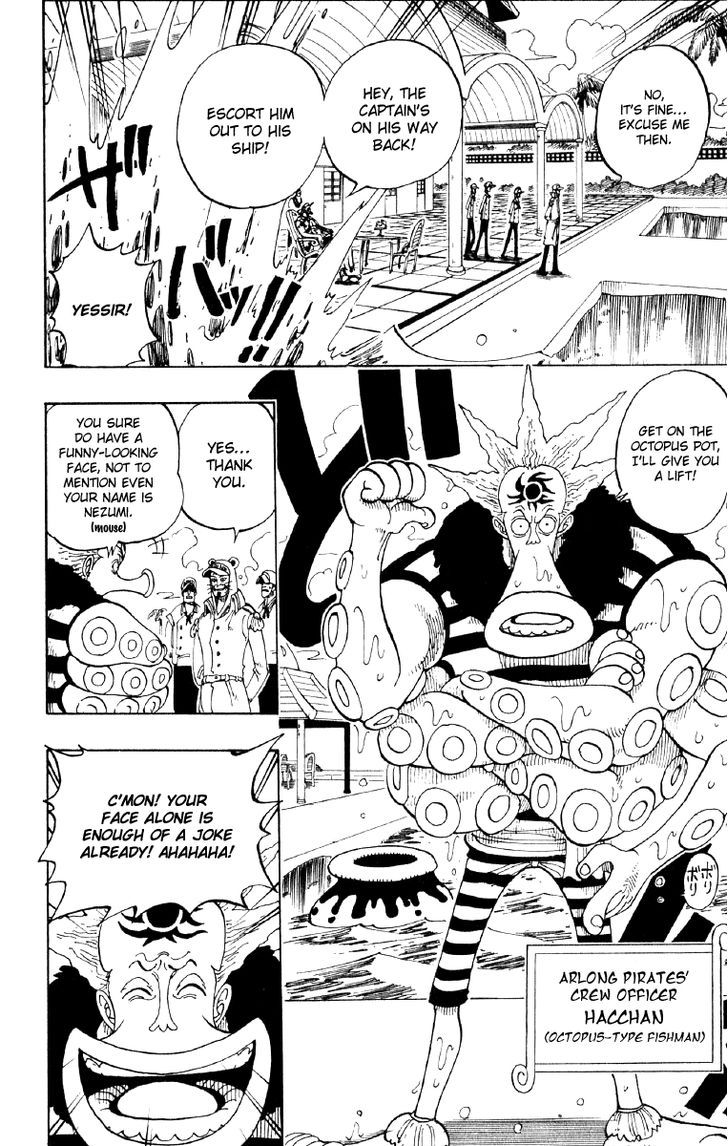 NO,
IT'S FINE...
EXCUSE ME
THEN.
HEY, THE
CAPTAIN'S
ON HIS WAY
BACK!
ESCORT HIM
OUT TO HIS
SHIP!
YESSIR!
GET ON THE
OCTOPUS POT,
I'LL GIVE YOU
A LIFT!
ボリ
ボリ
ARLONG PIRATES'
CREW OFFICER
HACCHAN
(OCTOPUS-TYPE FISHMAN)
YES...
THANK
YOU.
YOU SURE
DO HAVE A
FUNNY-LOOKING
FACE, NOT TO
MENTION EVEN
YOUR NAME IS
NEZUMI.
(mouse)
C'MON! YOUR
FACE ALONE IS
ENOUGH OF A JOKE
ALREADY! AHAHAHA!